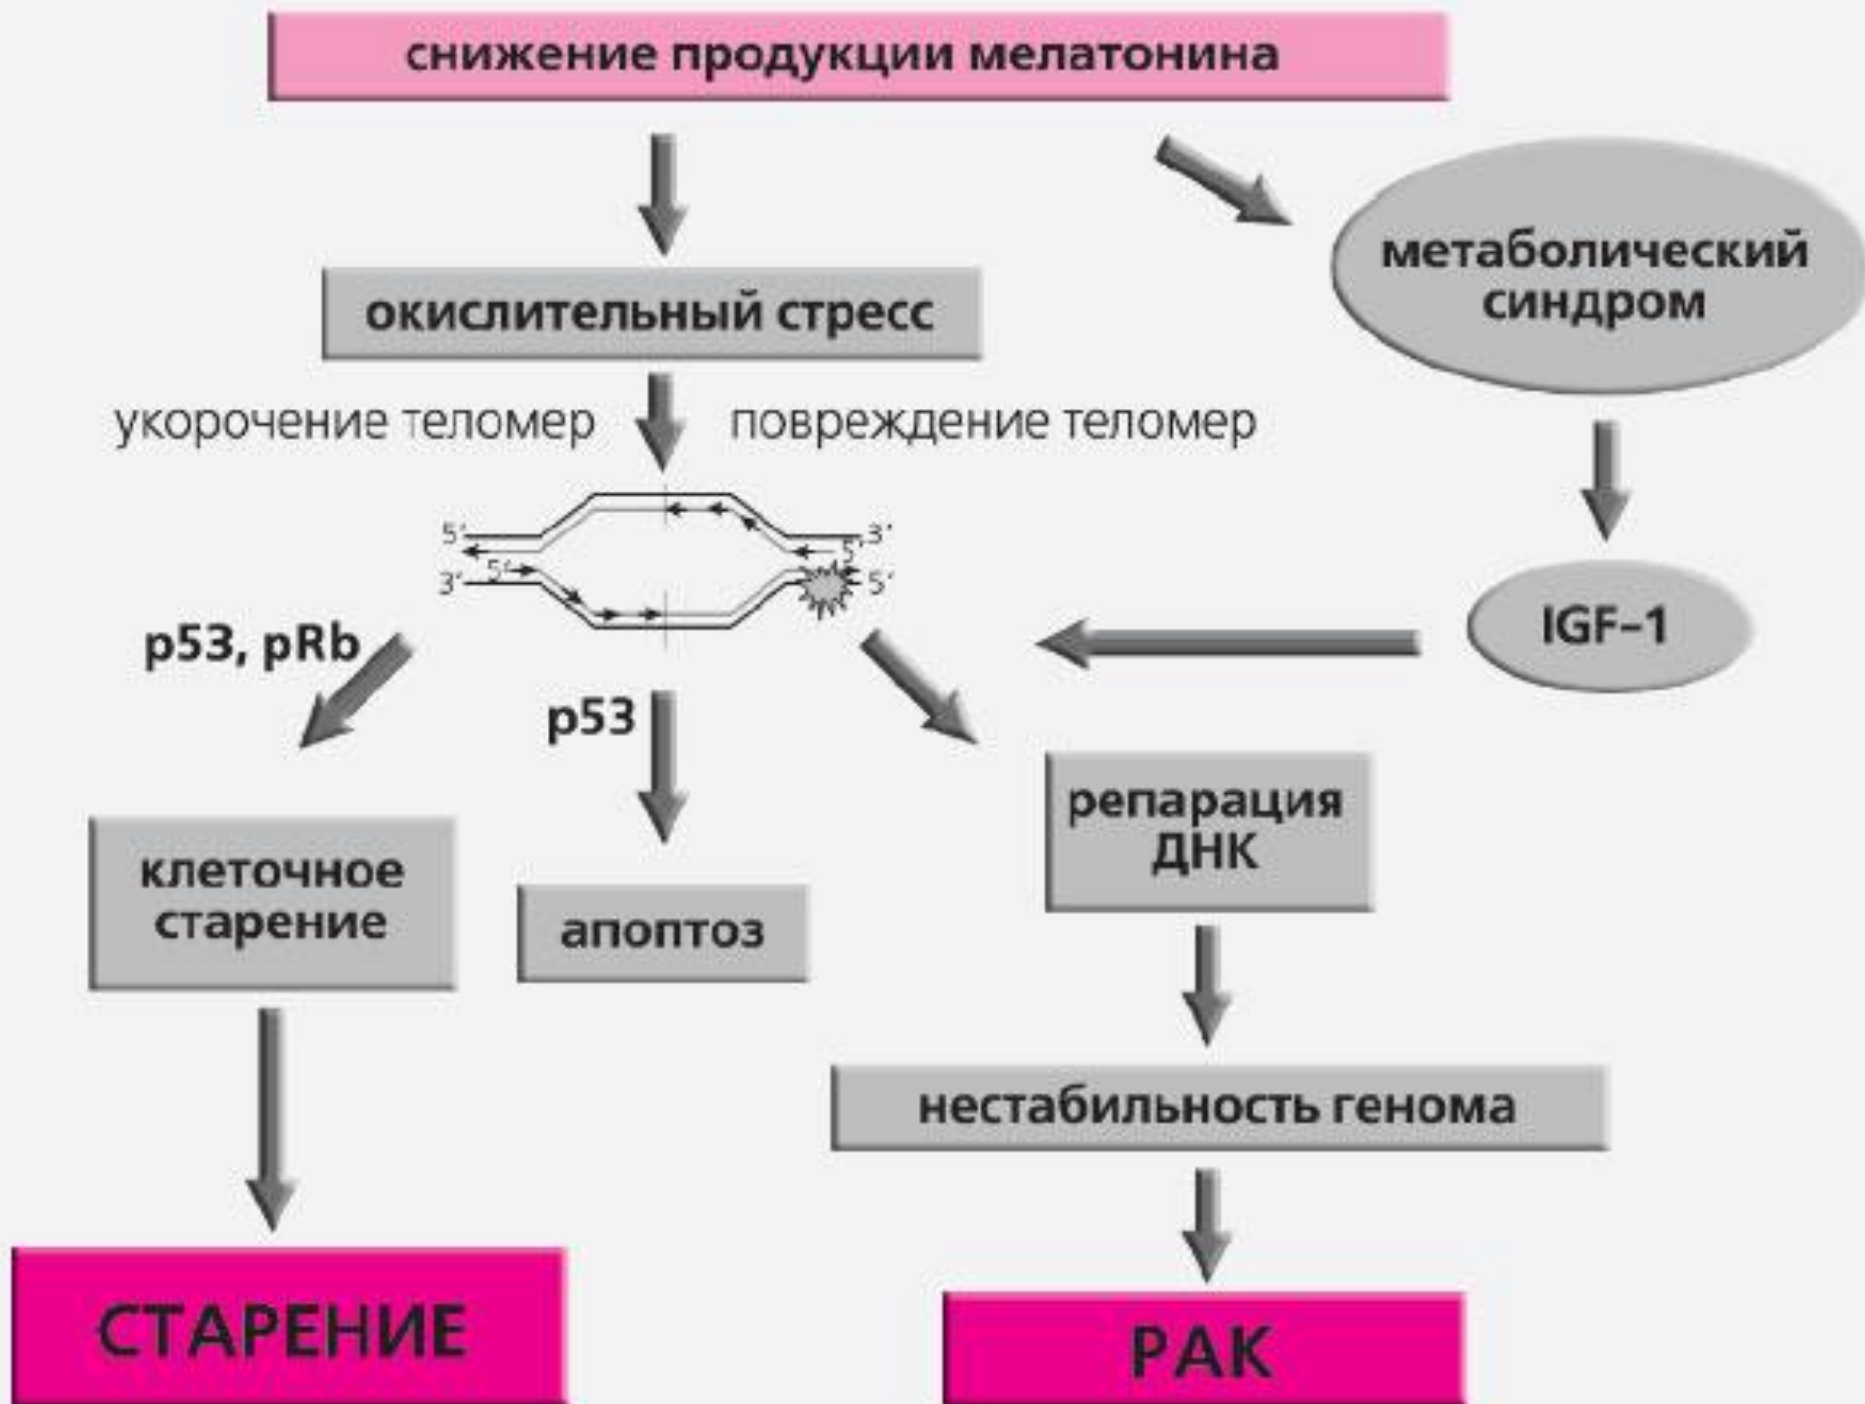 снижение продукции мелатонина
метаболический
синдром
окислительный стресс
укорочение теломер
повреждение теломер
5′
3′
5′
5′
3′
5′
IGF–1
p53, pRb
p53
репарация
ДНК
клеточное
старение
апоптоз
нестабильность генома
СТАРЕНИЕ
РАК